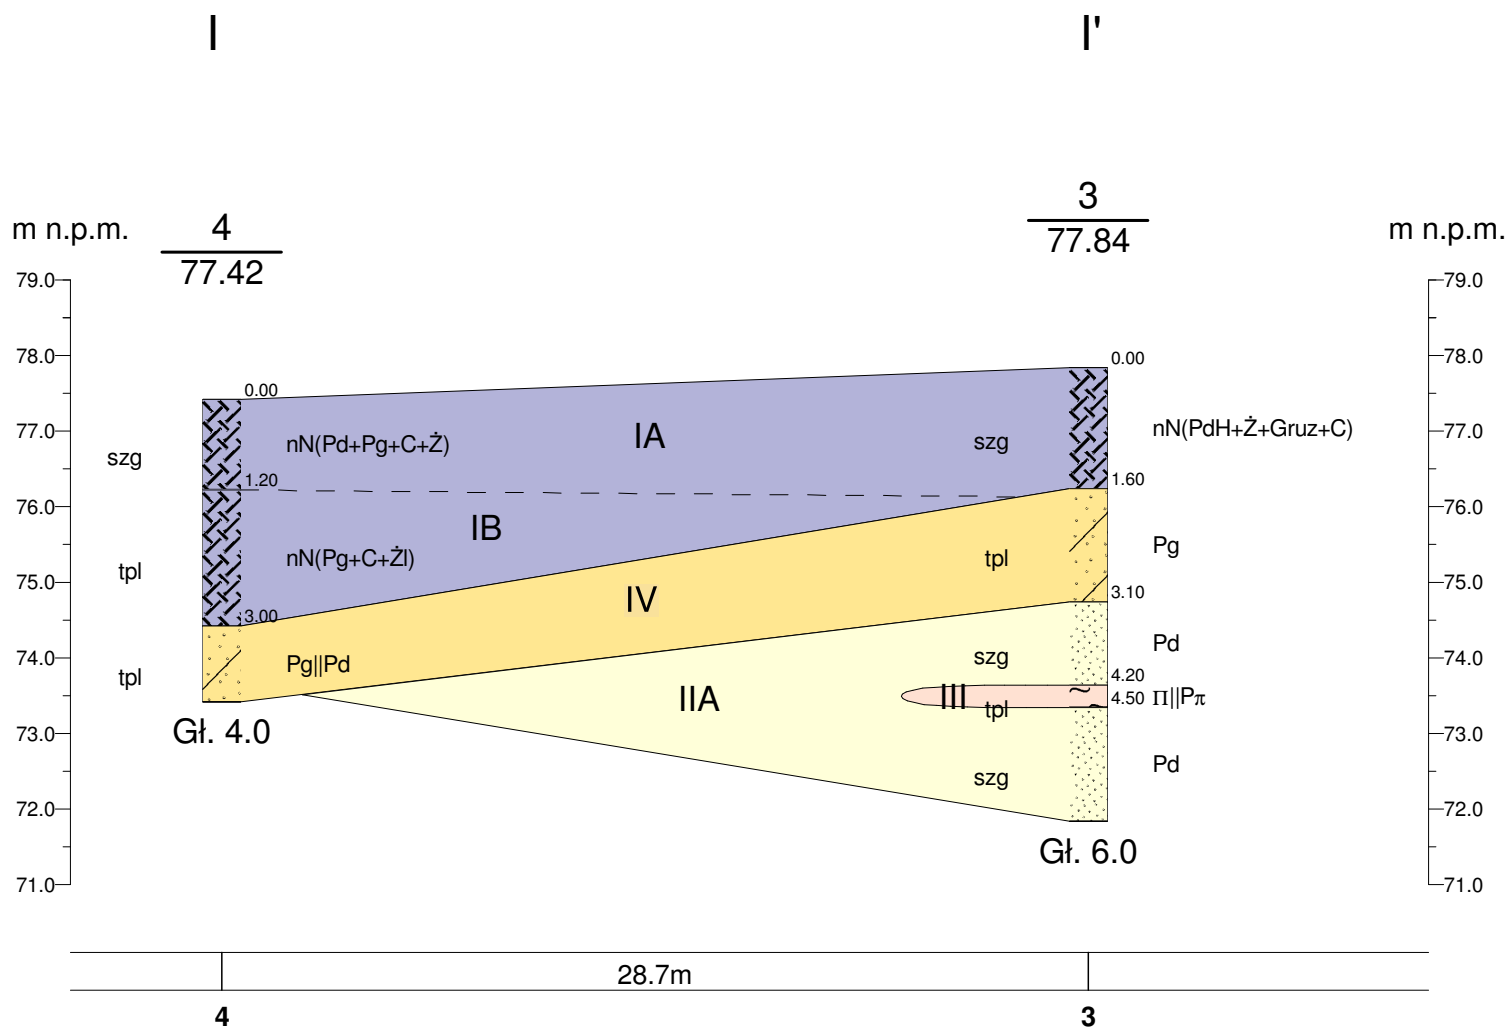 I I'
3
4
m n.p.m. 77.84 m n.p.m.
77.42
79.0 79.0
78.0 0.00 78.0
0.00
nN(Pd+Pg+C+Ż) IA szg 77.0 nN(PdH+Ż+Gruz+C) 77.0
szg
1.20 1.60
76.0 76.0
IB
nN(Pg+C+Żl) tpl Pg
tpl
75.0 3.10 75.0
IV
3.00
Pd
74.0 Pg||Pd szg 74.0
tpl 4.20
IIA III 4.50 Π||Pπ
tpl
Gł. 4.0
73.0 73.0
szg Pd
72.0 72.0
Gł. 6.0
71.0 71.0
28.7m
4 3